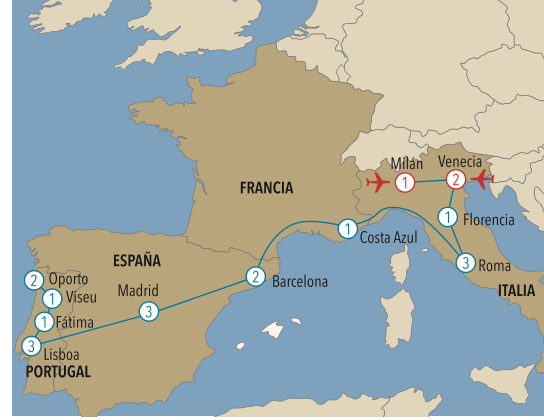 Milán
Venecia
1
2
FRANCIA
1
Florencia
1
Costa Azul
ESPAÑA
3
Roma
2
Oporto
2
Barcelona
Madrid
ITALIA
1
Viseu
3
1
Fátima
3
Lisboa
PORTUGAL